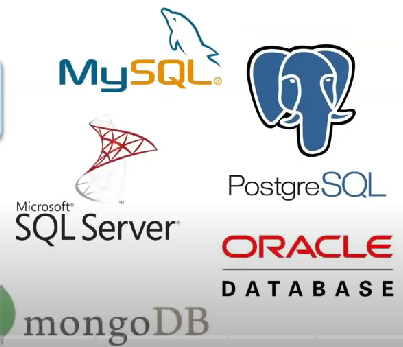 MySQL®
PostgreSQL
Microsoft®
SQL Server®
ORACLE
DATABASE
mongoDB